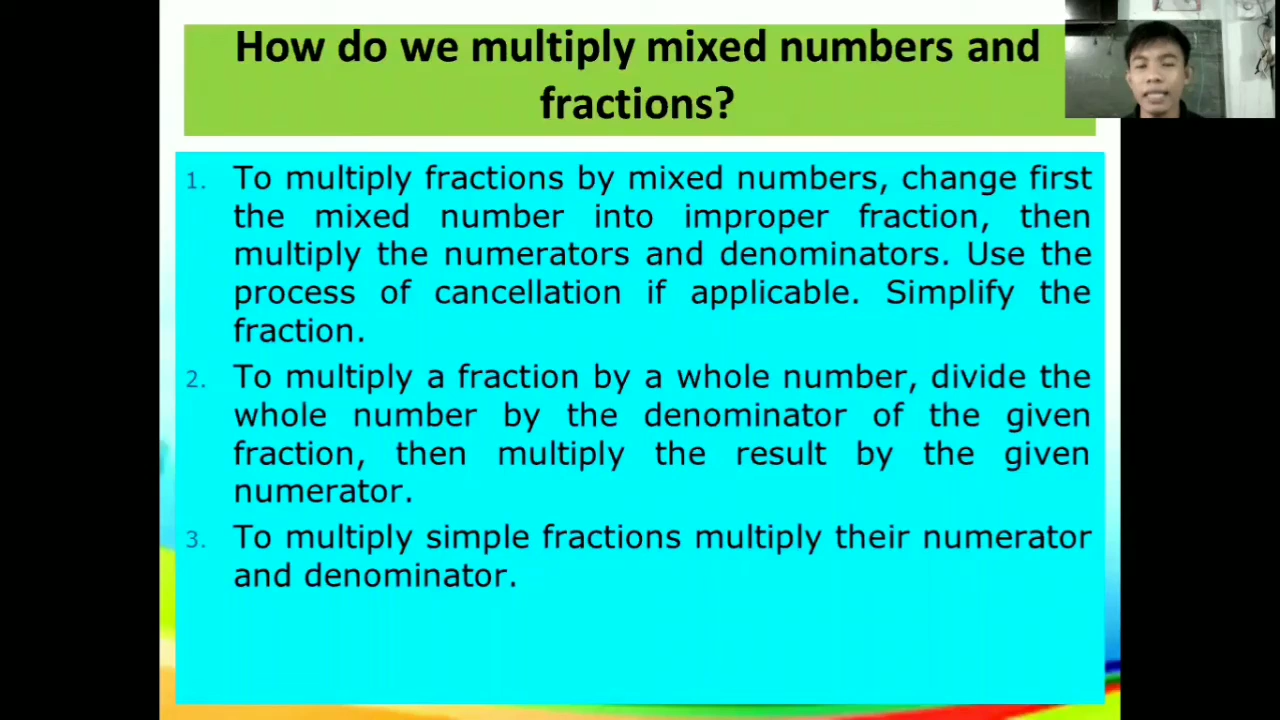 How do we multiply mixed numbers and
fractions?
1. To multiply fractions by mixed numbers, change first
the mixed number into improper fraction, then
multiply the numerators and denominators. Use the
process of cancellation if applicable. Simplify the
fraction.
2. To multiply a fraction by a whole number, divide the
whole number by the denominator of the given
fraction, then multiply the result by the given
numerator.
3. To multiply simple fractions multiply their numerator
and denominator.